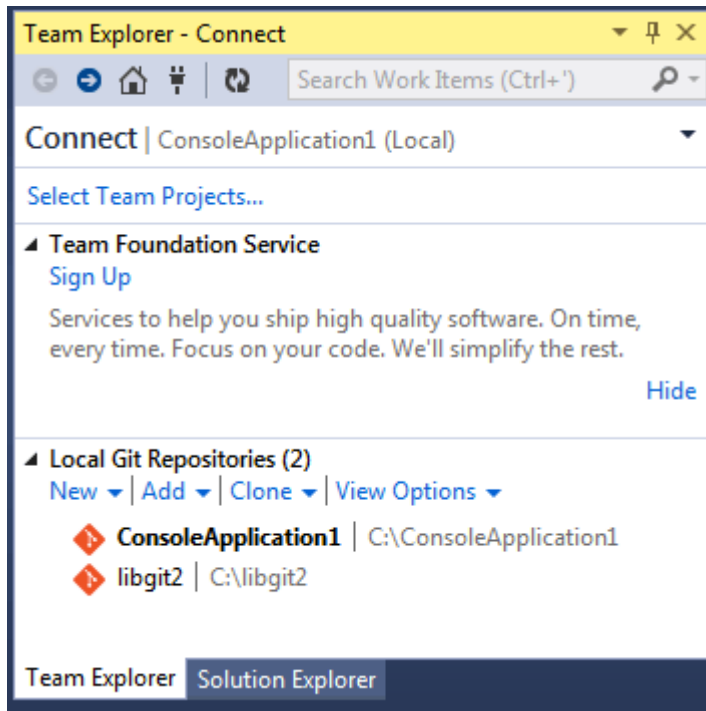 Team Explorer - Connect
Search Work Items (Ctrl+')
Connect | ConsoleApplication1 (Local)
Select Team Projects...
Team Foundation Service
Sign Up
Services to help you ship high quality software. On time,
every time. Focus on your code. We'll simplify the rest.
Hide
Local Git Repositories (2)
New | Add | Clone | View Options
ConsoleApplication1 | C:\ConsoleApplication1
libgit2 | C:\libgit2
Team Explorer Solution Explorer